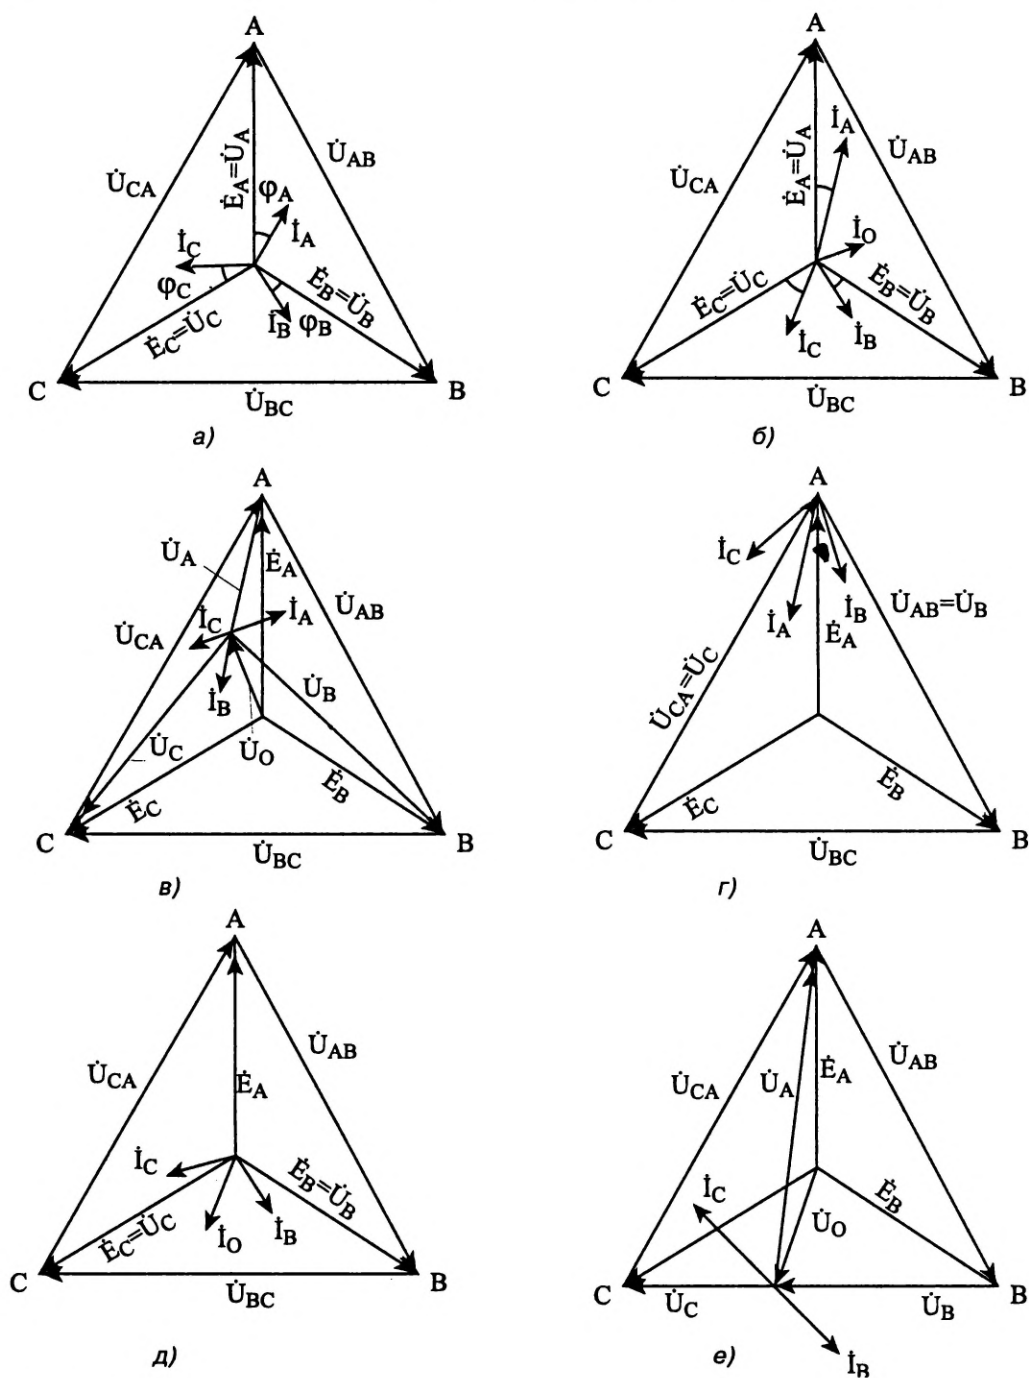 A
U̇CA
ĖA=U̇A
U̇AB
φA
İA
İC
φC
İB
φB
ĖB=U̇B
ĖC=U̇C
C
B
U̇BC
а)
A
U̇CA
ĖA=U̇A
İA
U̇AB
İO
ĖC=U̇C
ĖB=U̇B
İC
İB
C
B
U̇BC
б)
A
U̇A
ĖA
U̇AB
U̇CA
İC
İA
İB
U̇B
U̇C
U̇O
ĖC
ĖB
C
B
U̇BC
в)
A
İC
İA
İB
U̇AB=U̇B
ĖA
U̇CA=U̇C
ĖC
ĖB
C
B
U̇BC
г)
A
U̇CA
U̇AB
ĖA
İC
ĖB=U̇B
ĖC=U̇C
İO
İB
C
B
U̇BC
д)
A
U̇CA
U̇A
ĖA
U̇AB
İC
ĖB
U̇O
C
U̇C
U̇B
B
İB
е)